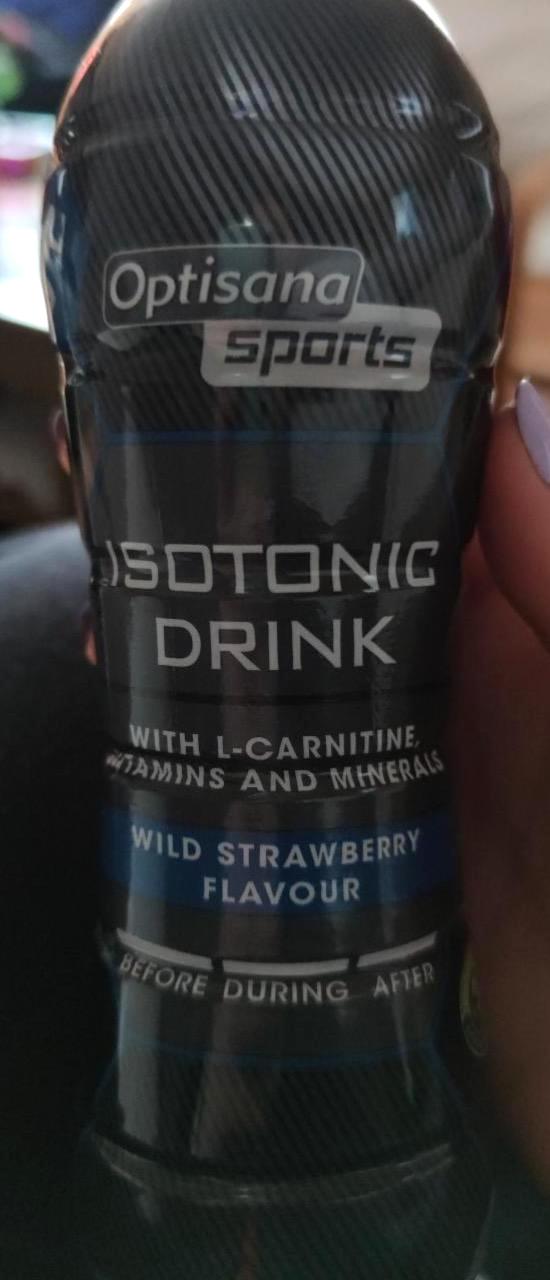 Optisana
sports
ISOTONIC
DRINK
WITH L-CARNITINE,
VITAMINS AND MINERALS
WILD STRAWBERRY
FLAVOUR
BEFORE DURING AFTER